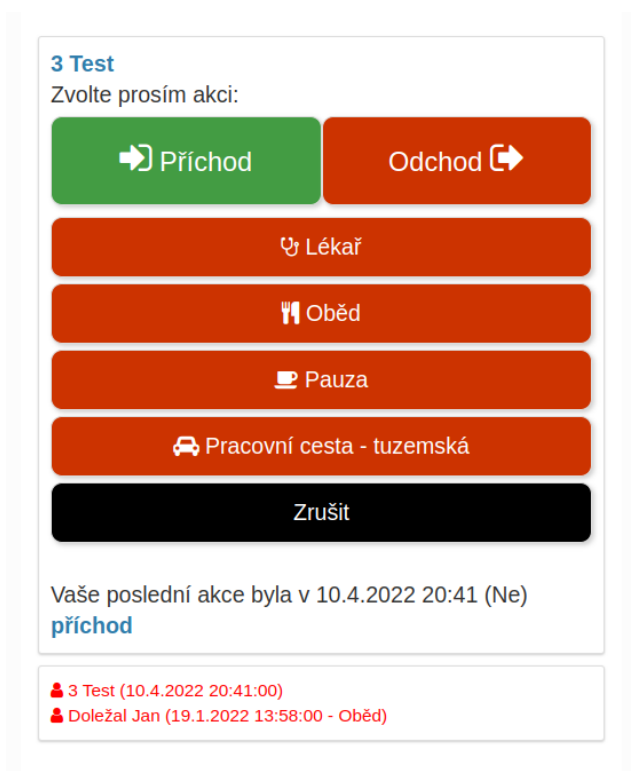 3 Test
Zvolte prosím akci:
Příchod
Odchod
Lékař
Oběd
Pauza
Pracovní cesta - tuzemská
Zrušit
Vaše poslední akce byla v 10.4.2022 20:41 (Ne)
příchod
3 Test (10.4.2022 20:41:00)
Doležal Jan (19.1.2022 13:58:00 - Oběd)